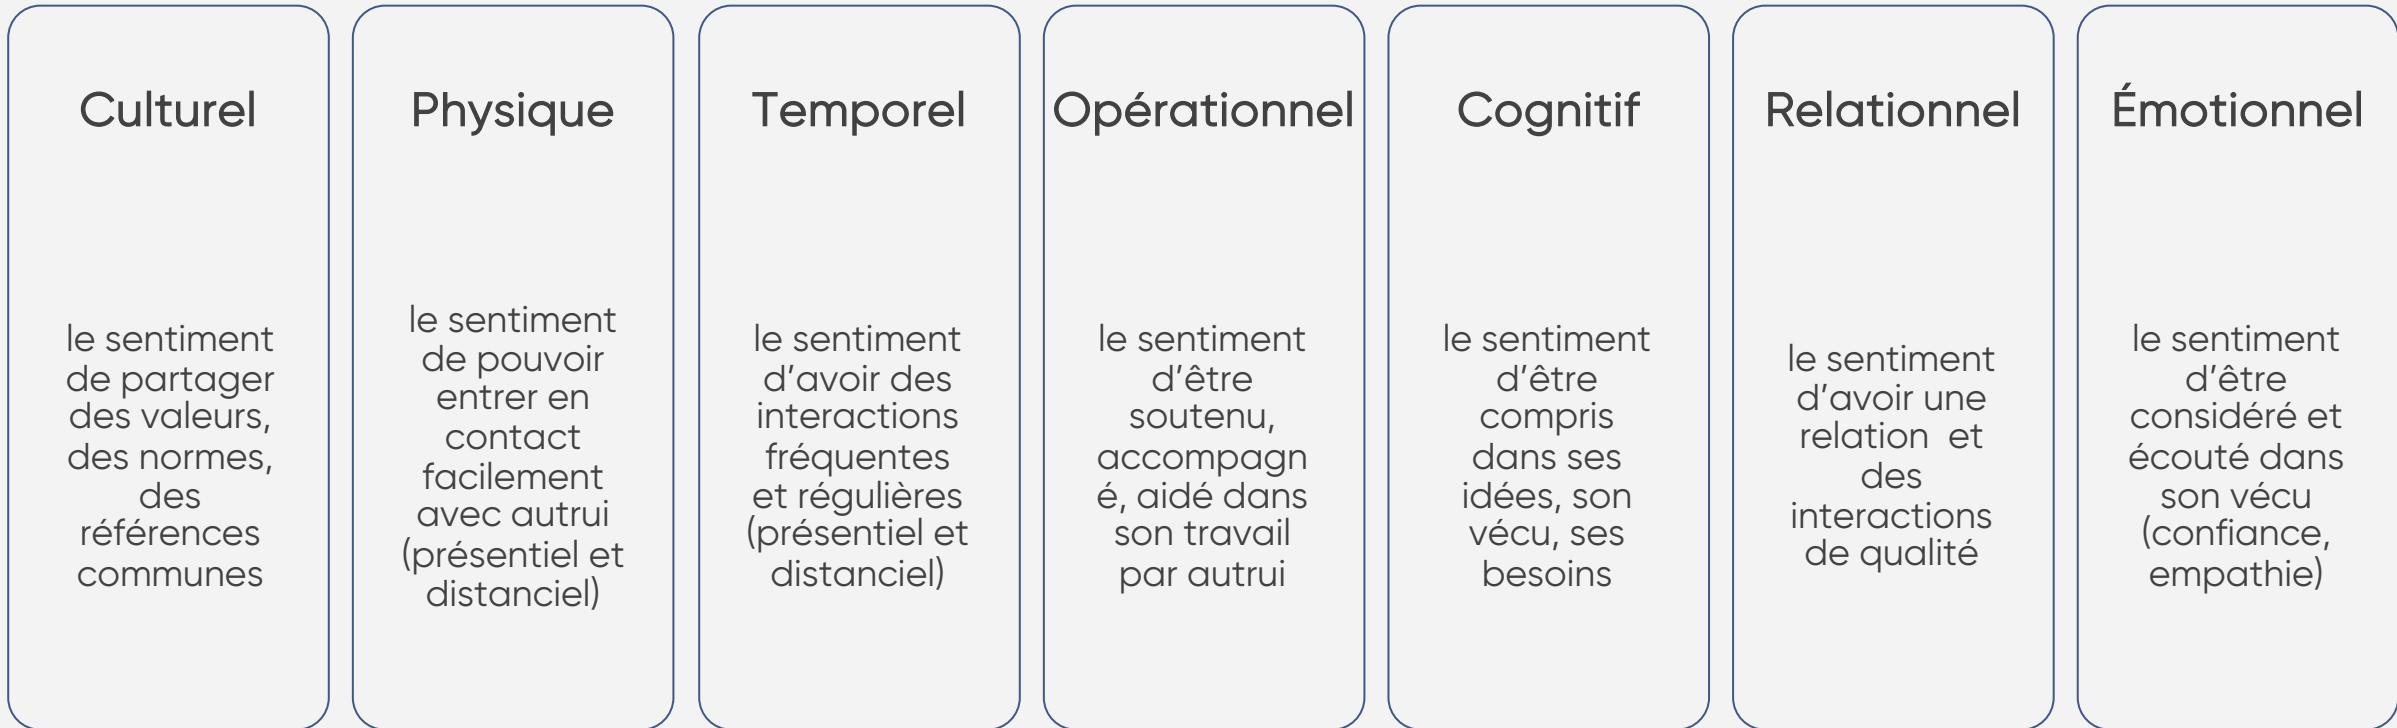 Culturel
le sentiment
de partager
des valeurs,
des normes,
des
références
communes
Physique
le sentiment
de pouvoir
entrer en
contact
facilement
avec autrui
(présentiel et
distanciel)
Temporel
le sentiment
d’avoir des
interactions
fréquentes
et régulières
(présentiel et
distanciel)
Opérationnel
le sentiment
d’être
soutenu,
accompagn
é, aidé dans
son travail
par autrui
Cognitif
le sentiment
d’être
compris
dans ses
idées, son
vécu, ses
besoins
Relationnel
le sentiment
d’avoir une
relation  et
des
interactions
de qualité
Émotionnel
le sentiment
d’être
considéré et
écouté dans
son vécu
(confiance,
empathie)